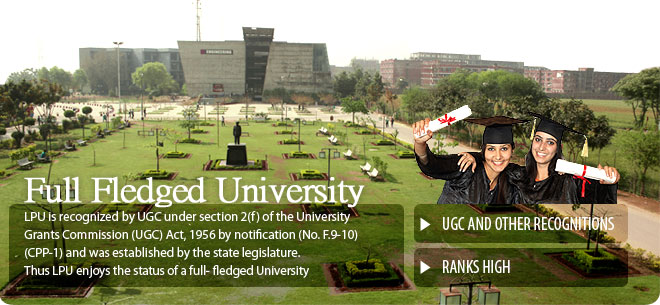 Full Fledged University
LPU is recognized by UGC under section 2(f) of the University
Grants Commission (UGC) Act, 1956 by notification (No. F.9-10)
(CPP-1) and was established by the state legislature.
Thus LPU enjoys the status of a full- fledged University
UGC AND OTHER RECOGNITIONS
RANKS HIGH